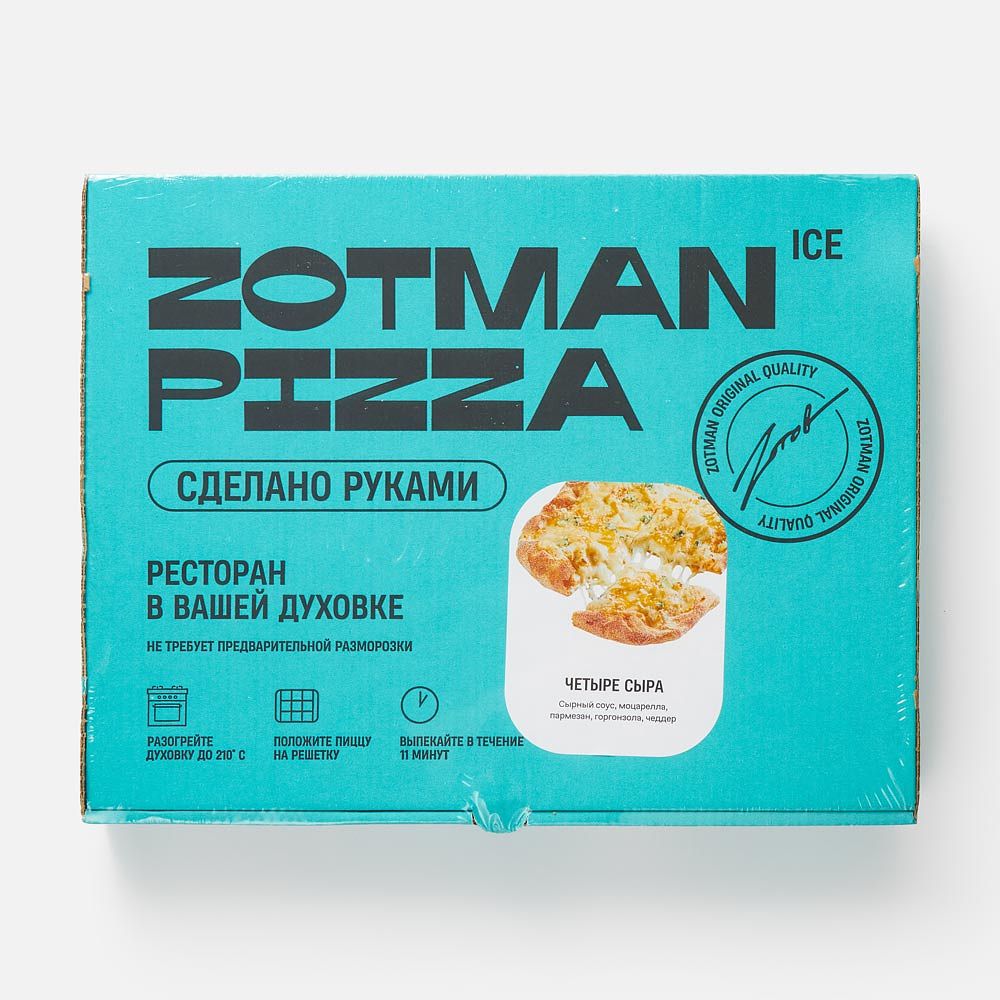 ZOTMAN ICE
PIZZA
ZOTMAN ORIGINAL QUALITY
ZOTMAN ORIGINAL QUALITY
Зотов
СДЕЛАНО РУКАМИ
РЕСТОРАН
В ВАШЕЙ ДУХОВКЕ
НЕ ТРЕБУЕТ ПРЕДВАРИТЕЛЬНОЙ РАЗМОРОЗКИ
РАЗОГРЕЙТЕ
ДУХОВКУ ДО 210° С
ПОЛОЖИТЕ ПИЦЦУ
НА РЕШЕТКУ
ВЫПЕКАЙТЕ В ТЕЧЕНИЕ
11 МИНУТ
ЧЕТЫРЕ СЫРА
Сырный соус, моцарелла,
пармезан, горгонзола, чеддер